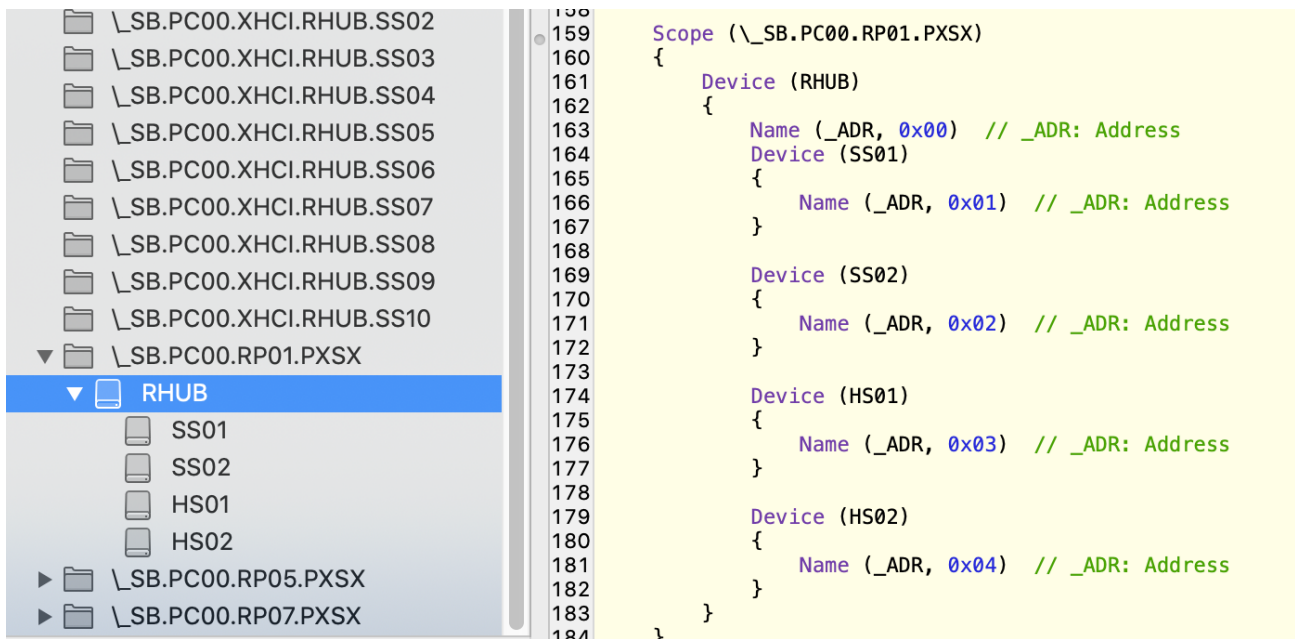 \_SB.PC00.XHCI.RHUB.SS02
\_SB.PC00.XHCI.RHUB.SS03
\_SB.PC00.XHCI.RHUB.SS04
\_SB.PC00.XHCI.RHUB.SS05
\_SB.PC00.XHCI.RHUB.SS06
\_SB.PC00.XHCI.RHUB.SS07
\_SB.PC00.XHCI.RHUB.SS08
\_SB.PC00.XHCI.RHUB.SS09
\_SB.PC00.XHCI.RHUB.SS10
\_SB.PC00.RP01.PXSX
RHUB
SS01
SS02
HS01
HS02
\_SB.PC00.RP05.PXSX
\_SB.PC00.RP07.PXSX
158
159 Scope (\_SB.PC00.RP01.PXSX)
160 {
161 Device (RHUB)
162 {
163 Name (_ADR, 0x00) // _ADR: Address
164 Device (SS01)
165 {
166 Name (_ADR, 0x01) // _ADR: Address
167 }
168
169 Device (SS02)
170 {
171 Name (_ADR, 0x02) // _ADR: Address
172 }
173
174 Device (HS01)
175 {
176 Name (_ADR, 0x03) // _ADR: Address
177 }
178
179 Device (HS02)
180 {
181 Name (_ADR, 0x04) // _ADR: Address
182 }
183 }
184 }